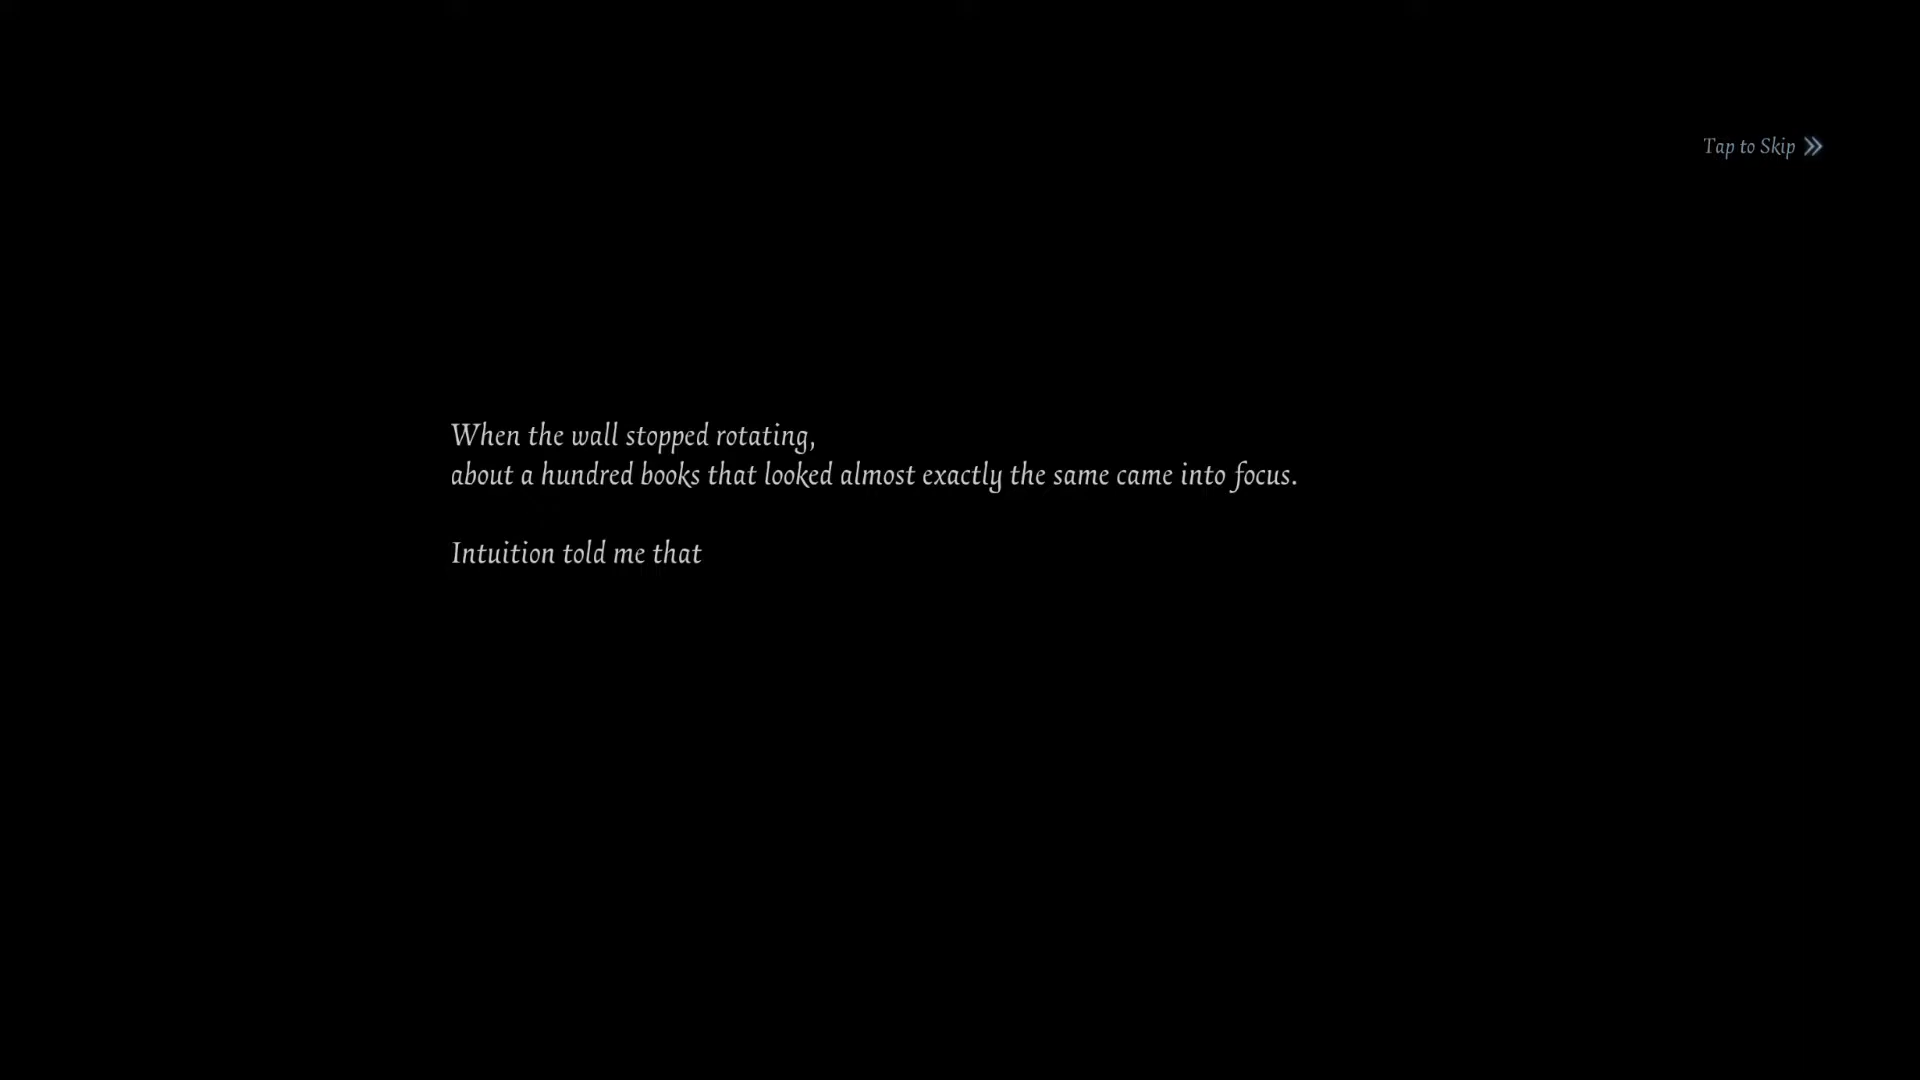 Tap to Skip
When the wall stopped rotating,
about a hundred books that looked almost exactly the same came into focus.
Intuition told me that